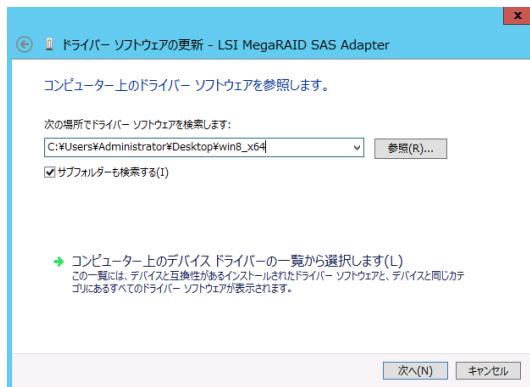 x
ドライバー ソフトウェアの更新 - LSI MegaRAID SAS Adapter
コンピューター上のドライバー ソフトウェアを参照します。
次の場所でドライバー ソフトウェアを検索します:
C:¥Users¥Administrator¥Desktop¥win8_x64
参照(R)...
サブフォルダーも検索する(I)
コンピューター上のデバイス ドライバーの一覧から選択します(L)
この一覧には、デバイスと互換性があるインストールされたドライバー ソフトウェアと、デバイスと同じカテ
ゴリにあるすべてのドライバー ソフトウェアが表示されます。
次へ(N)
キャンセル